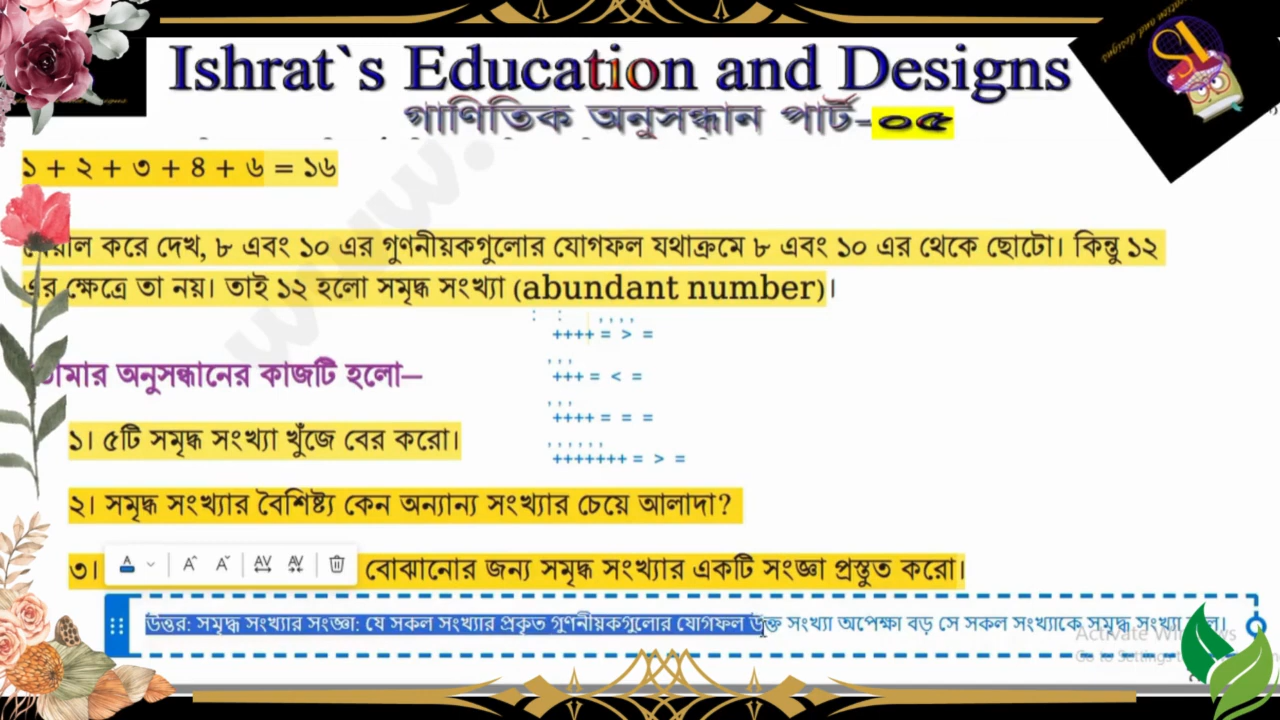 Ishrat`s Education and Designs
গাণিতিক অনুসন্ধান পার্ট-০৫
১ + ২ + ৩ + ৪ + ৬ = ১৬
করে দেখ, ৮ এবং ১০ এর গুণনীয়কগুলোর যোগফল যথাক্রমে ৮ এবং ১০ এর থেকে ছোটো। কিন্তু ১২
এর ক্ষেত্রে তা নয়। তাই ১২ হলো সমৃদ্ধ সংখ্যা (abundant number)।
: : , , , ,
++++ = > =
, , ,
+++ = < =
অনুসন্ধানের কাজটি হলো—
, , ,
++++ = = =
১। ৫টি সমৃদ্ধ সংখ্যা খুঁজে বের করো।
, , , , , ,
+++++++ = > =
২। সমৃদ্ধ সংখ্যার বৈশিষ্ট্য কেন অন্যান্য সংখ্যার চেয়ে আলাদা?
৩। বোঝানোর জন্য সমৃদ্ধ সংখ্যার একটি সংজ্ঞা প্রস্তুত করো।
উত্তর: সমৃদ্ধ সংখ্যার সংজ্ঞা: যে সকল সংখ্যার প্রকৃত গুণনীয়কগুলোর যোগফল উক্ত সংখ্যা অপেক্ষা বড় সে সকল সংখ্যাকে সমৃদ্ধ সংখ্যা
Activate Windows